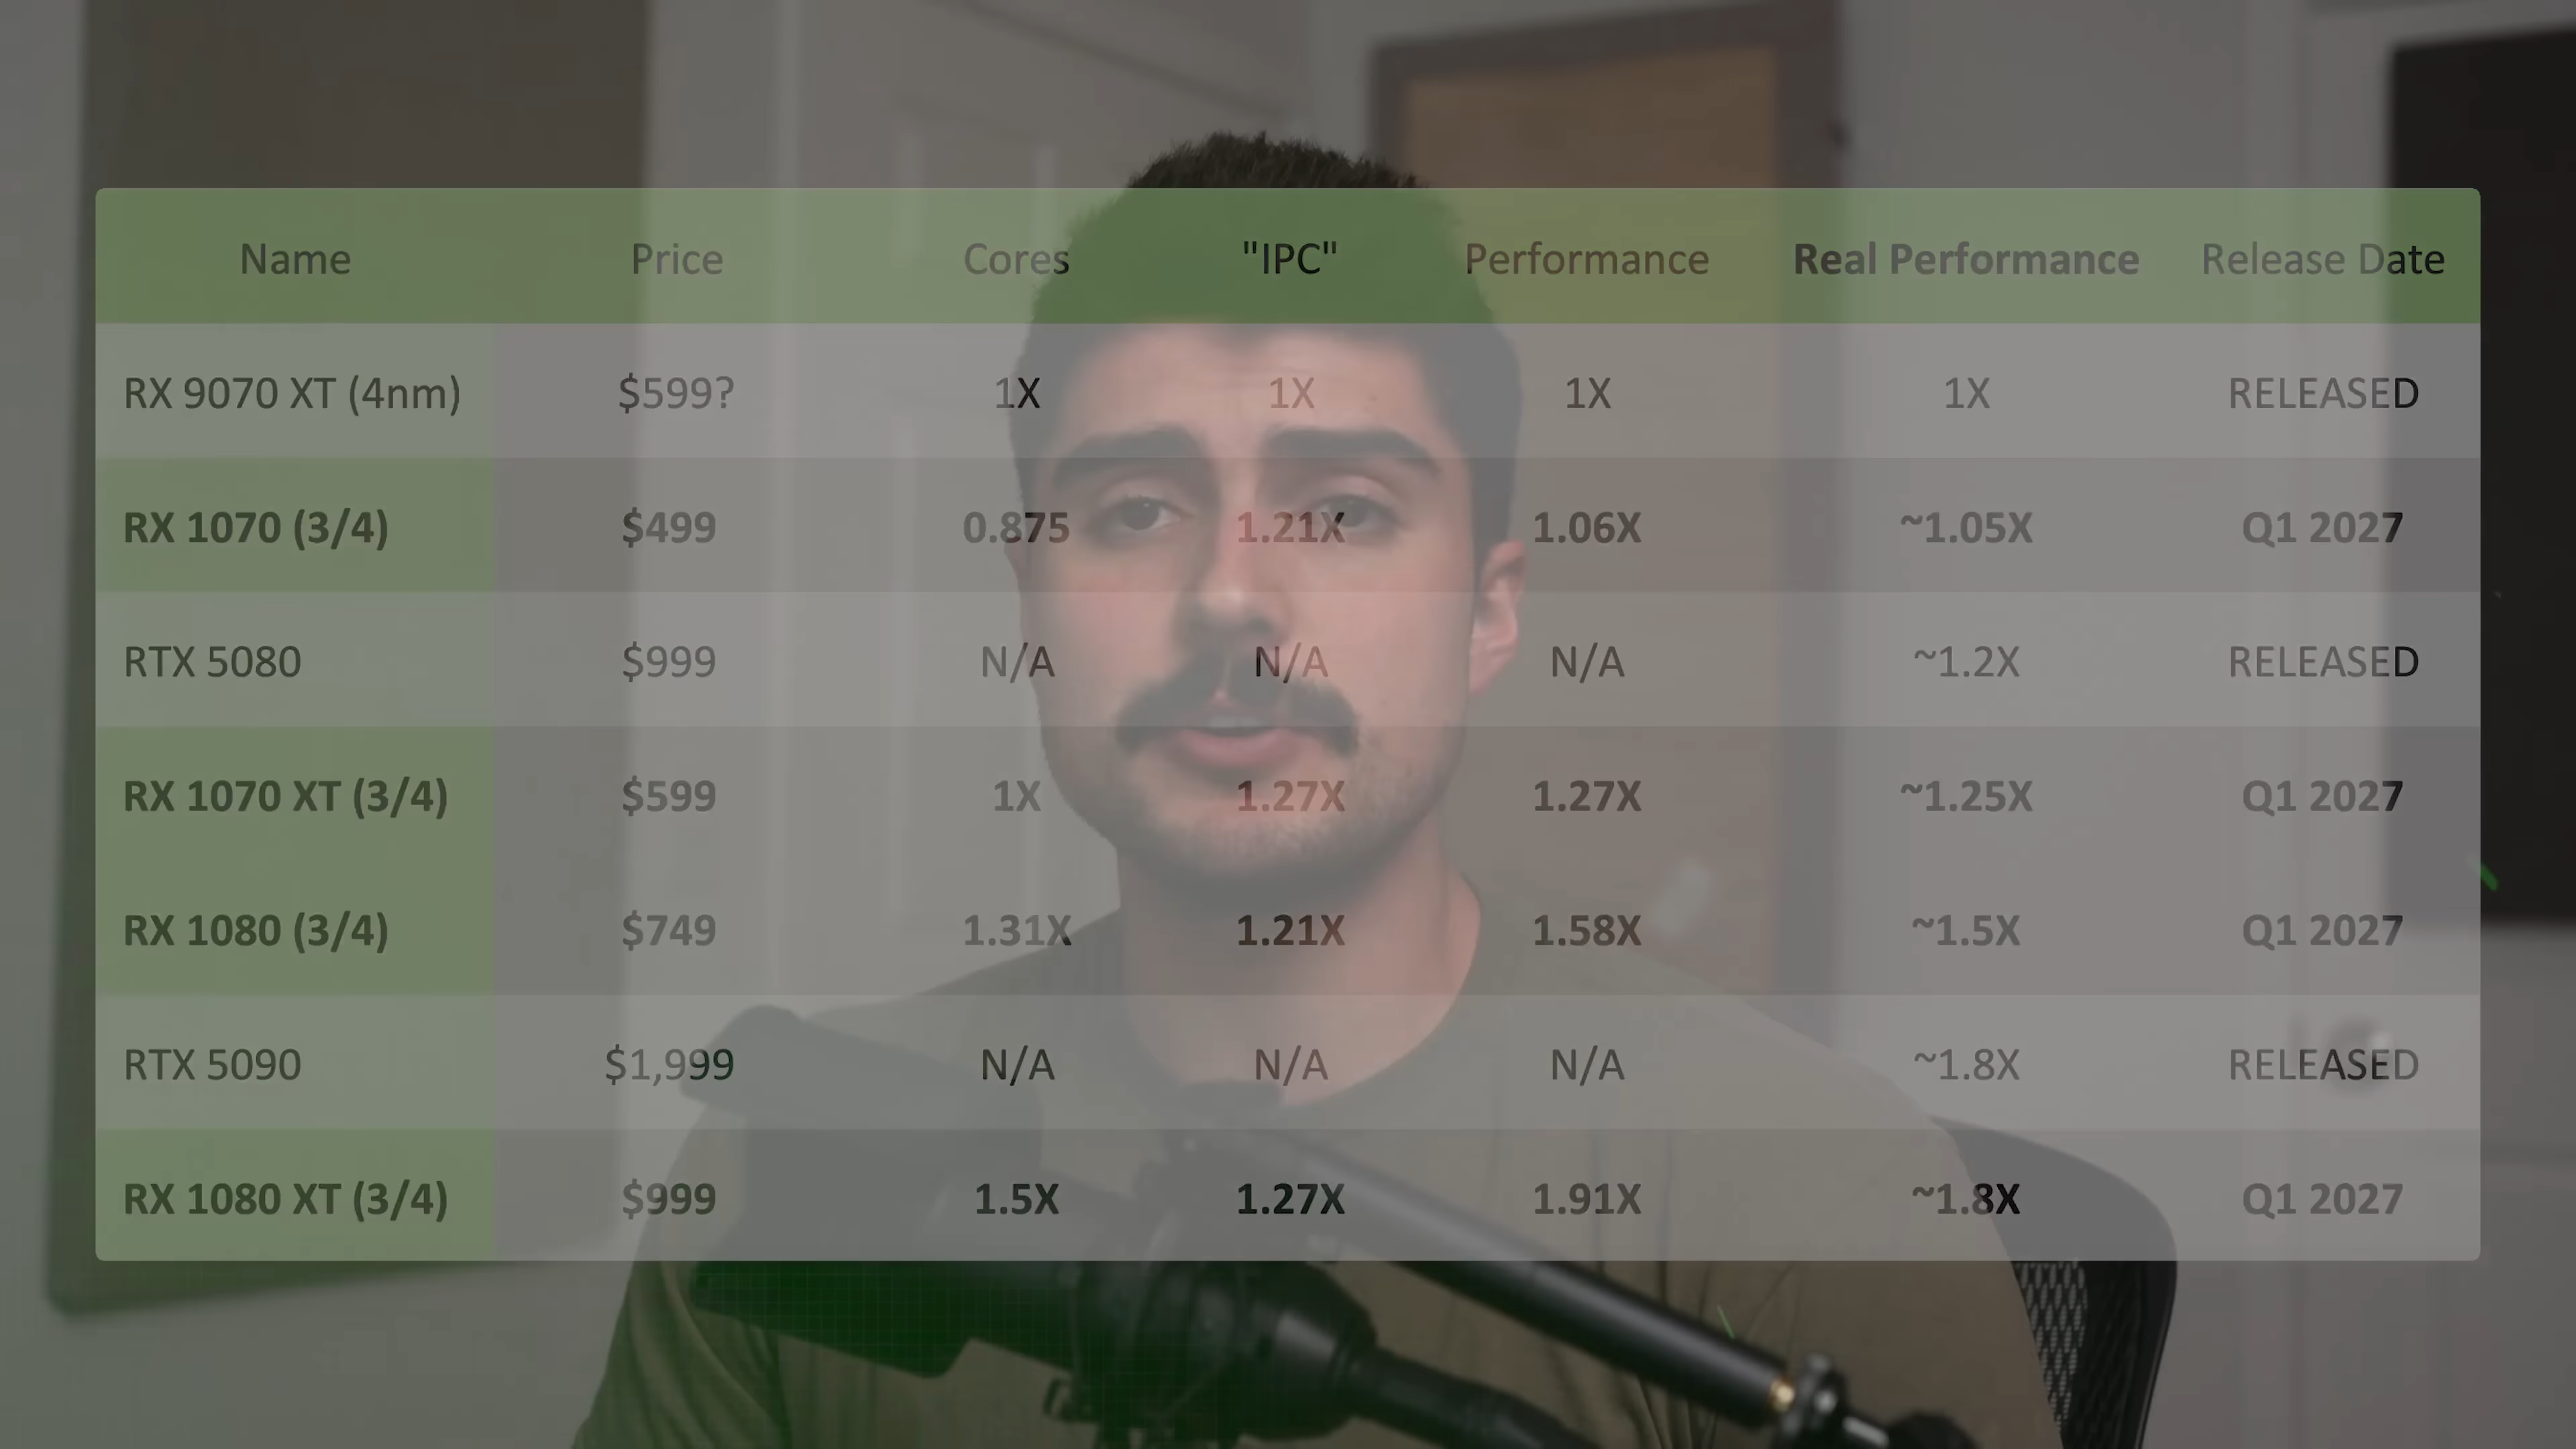 Name Price Cores "IPC" Performance Real Performance Release Date
RX 9070 XT (4nm) $599? 1X 1X 1X 1X RELEASED
RX 1070 (3/4) $499 0.875 1.21X 1.06X ~1.05X Q1 2027
RTX 5080 $999 N/A N/A N/A ~1.2X RELEASED
RX 1070 XT (3/4) $599 1X 1.27X 1.27X ~1.25X Q1 2027
RX 1080 (3/4) $749 1.31X 1.21X 1.58X ~1.5X Q1 2027
RTX 5090 $1,999 N/A N/A N/A ~1.8X RELEASED
RX 1080 XT (3/4) $999 1.5X 1.27X 1.91X ~1.8X Q1 2027